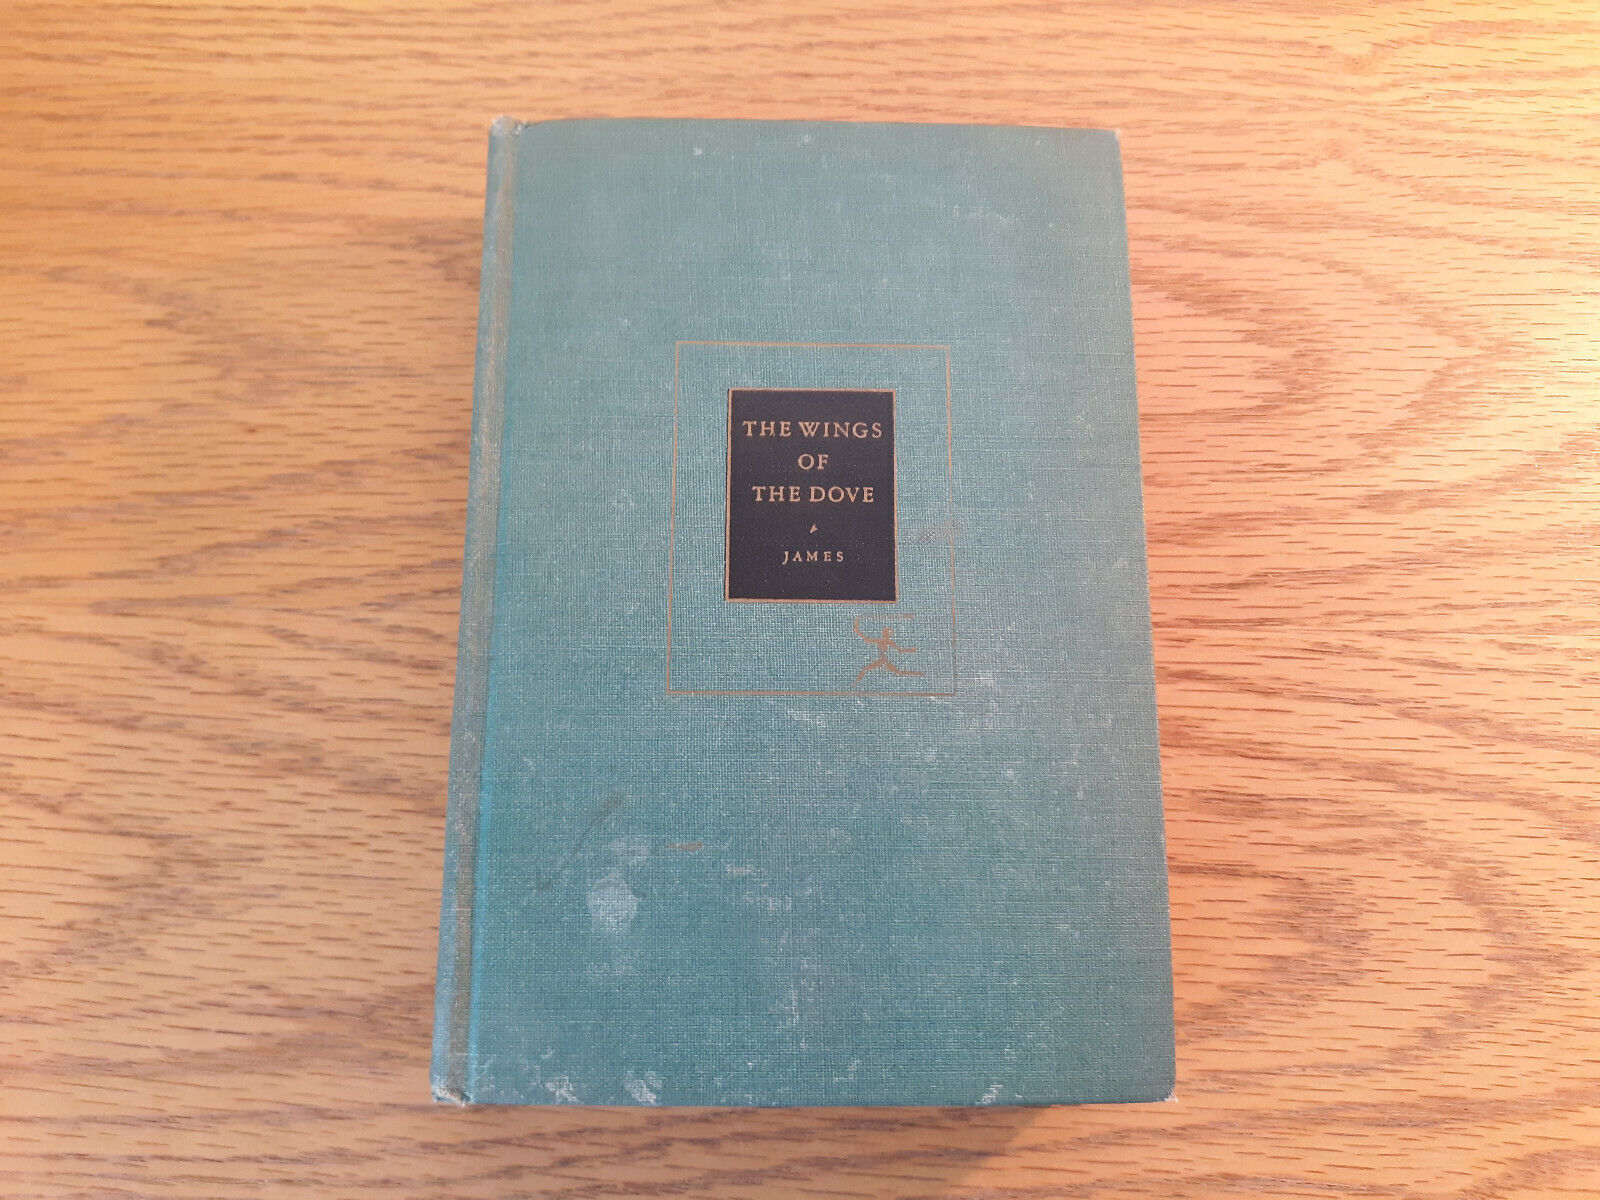 THE WINGS
OF
THE DOVE
JAMES